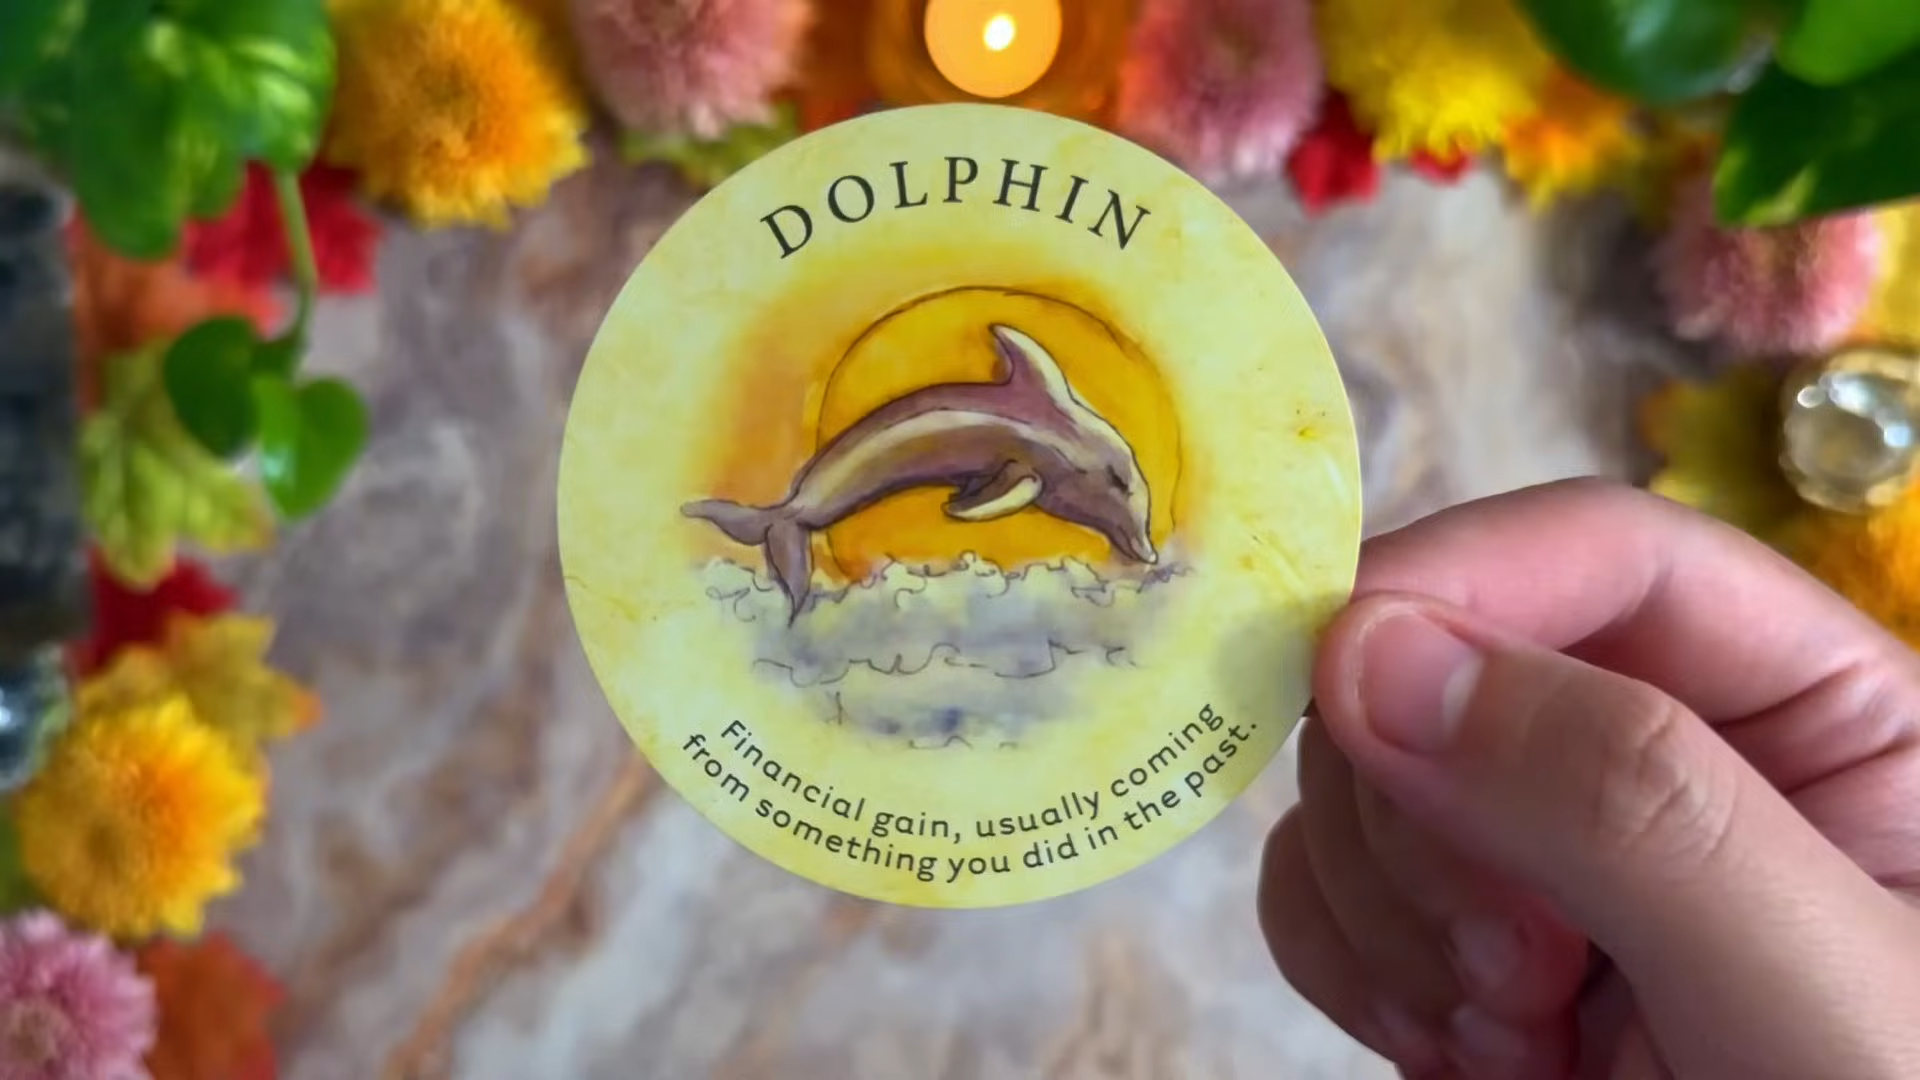 DOLPHIN
Financial gain, usually coming
from something you did in the past.